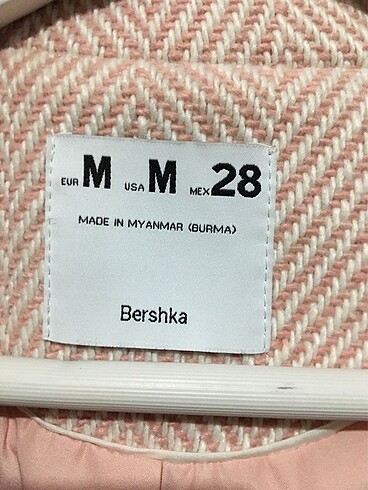 EUR M USA M MEX 28
MADE IN MYANMAR (BURMA)
Bershka